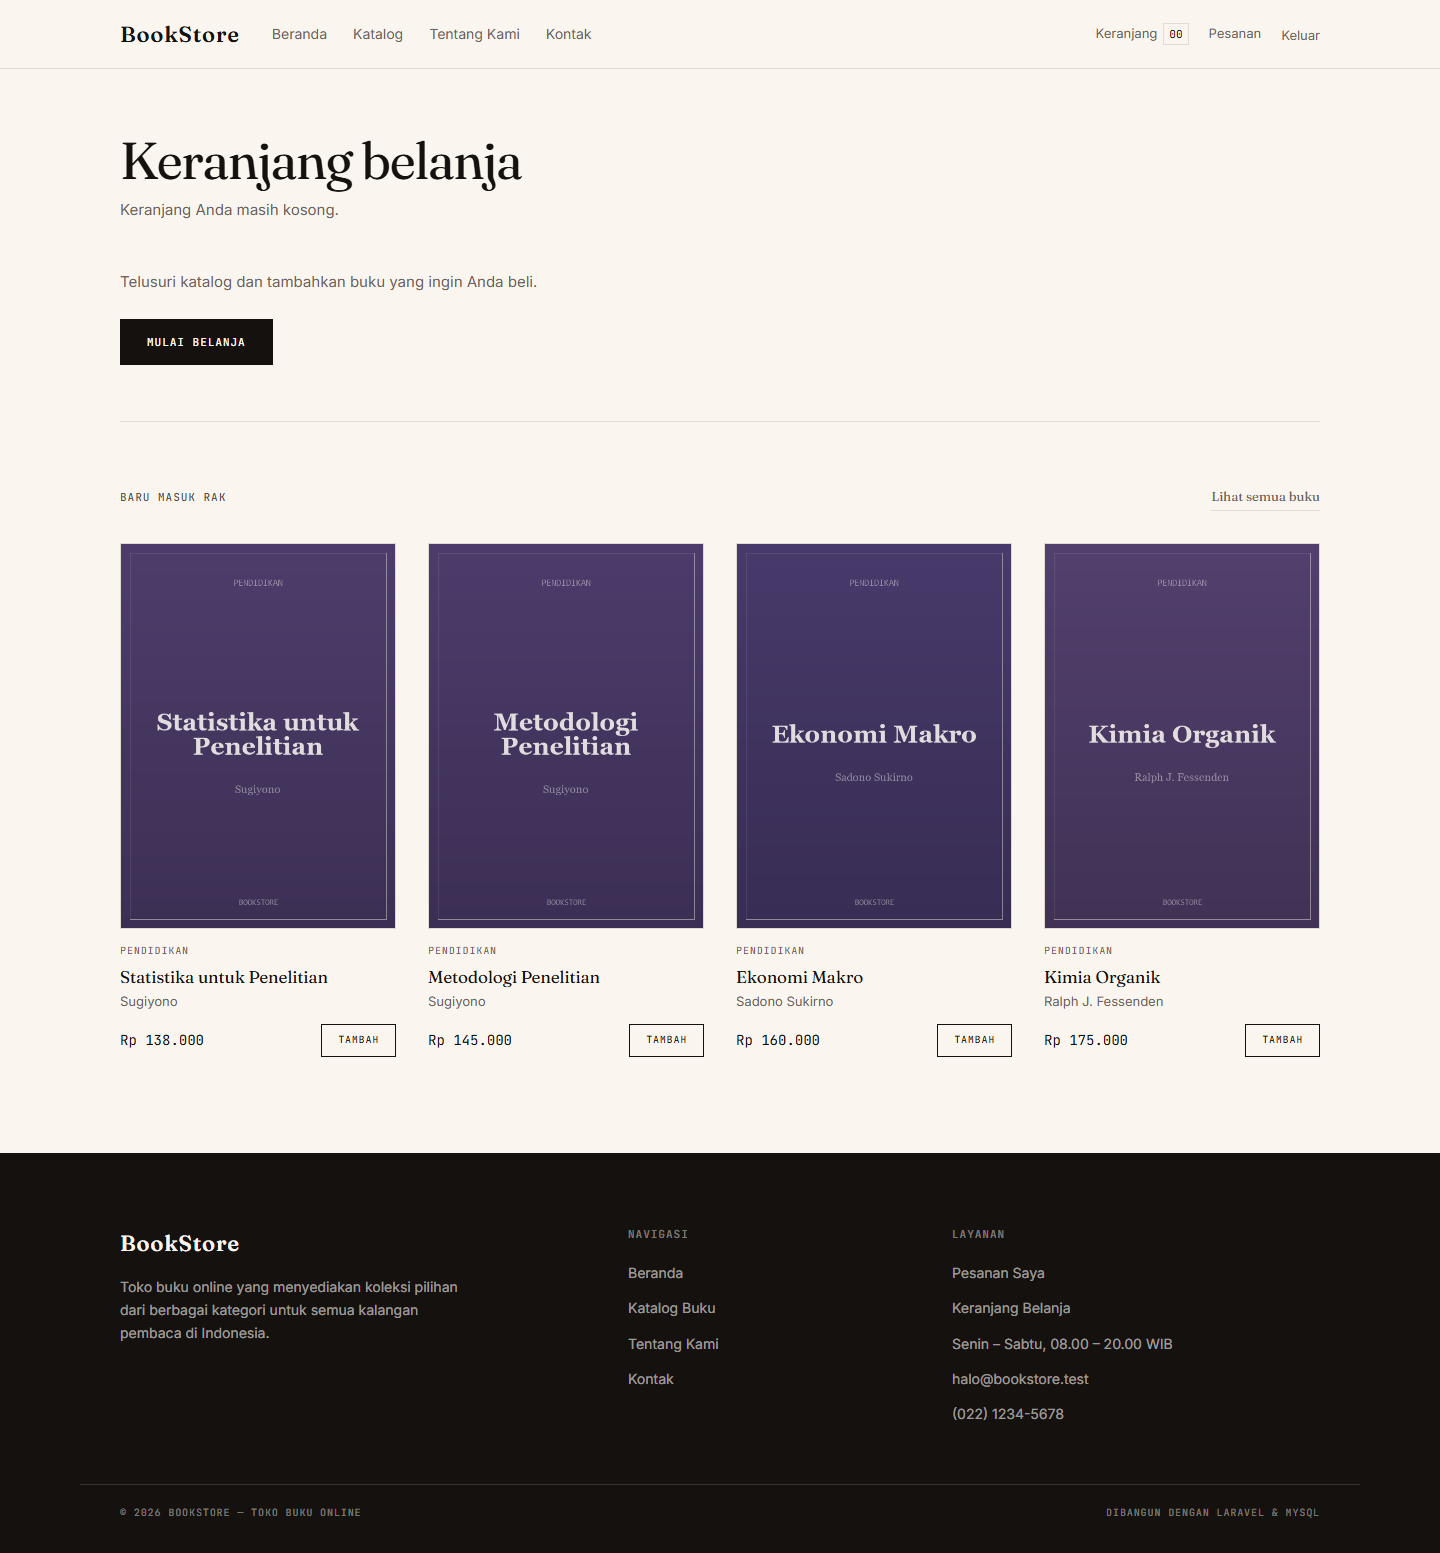 BookStore Beranda Katalog Tentang Kami Kontak Keranjang 00 Pesanan Keluar
Keranjang belanja
Keranjang Anda masih kosong.
Telusuri katalog dan tambahkan buku yang ingin Anda beli.
MULAI BELANJA
BARU MASUK RAK
Lihat semua buku
PENDIDIKAN
Statistika untuk
Penelitian
Sugiyono
BOOKSTORE
PENDIDIKAN
Statistika untuk Penelitian
Sugiyono
Rp 138.000 TAMBAH
PENDIDIKAN
Metodologi
Penelitian
Sugiyono
BOOKSTORE
PENDIDIKAN
Metodologi Penelitian
Sugiyono
Rp 145.000 TAMBAH
PENDIDIKAN
Ekonomi Makro
Sadono Sukirno
BOOKSTORE
PENDIDIKAN
Ekonomi Makro
Sadono Sukirno
Rp 160.000 TAMBAH
PENDIDIKAN
Kimia Organik
Ralph J. Fessenden
BOOKSTORE
PENDIDIKAN
Kimia Organik
Ralph J. Fessenden
Rp 175.000 TAMBAH
BookStore
Toko buku online yang menyediakan koleksi pilihan
dari berbagai kategori untuk semua kalangan
pembaca di Indonesia.
NAVIGASI
Beranda
Katalog Buku
Tentang Kami
Kontak
LAYANAN
Pesanan Saya
Keranjang Belanja
Senin – Sabtu, 08.00 – 20.00 WIB
halo@bookstore.test
(022) 1234-5678
© 2026 BOOKSTORE — TOKO BUKU ONLINE
DIBANGUN DENGAN LARAVEL & MYSQL